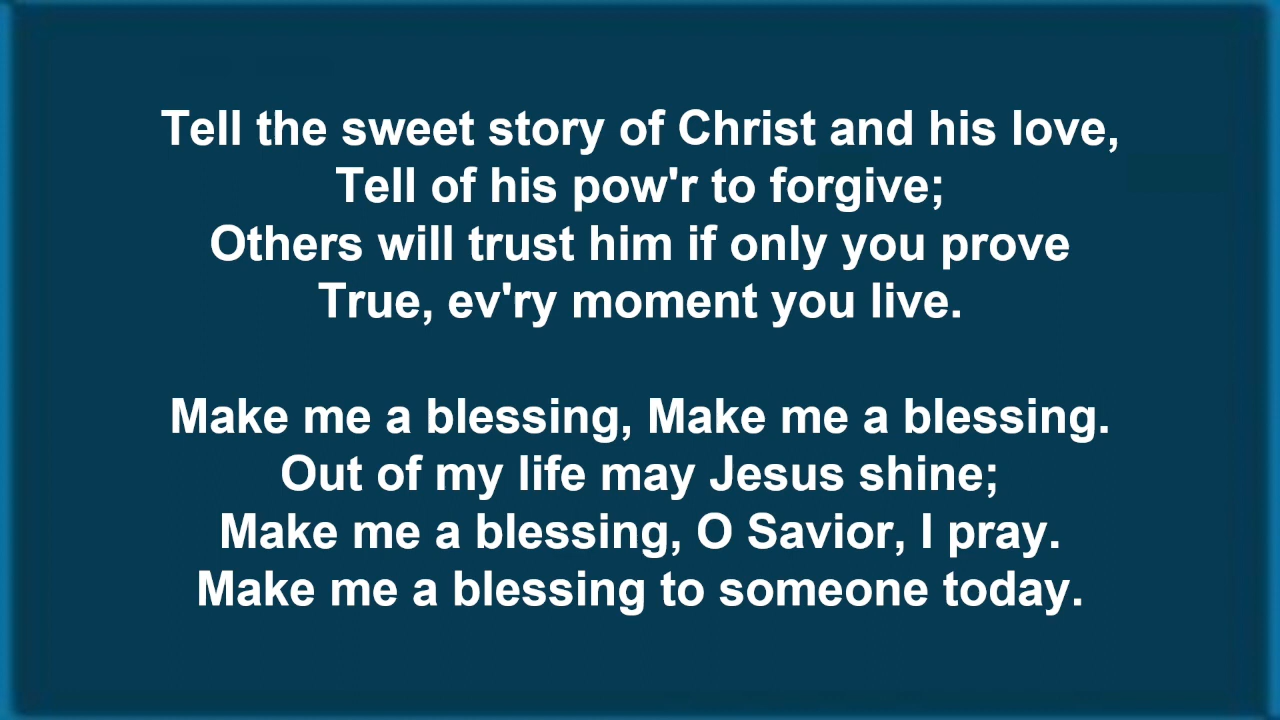 Tell the sweet story of Christ and his love,
Tell of his pow'r to forgive;
Others will trust him if only you prove
True, ev'ry moment you live.
Make me a blessing, Make me a blessing.
Out of my life may Jesus shine;
Make me a blessing, O Savior, I pray.
Make me a blessing to someone today.